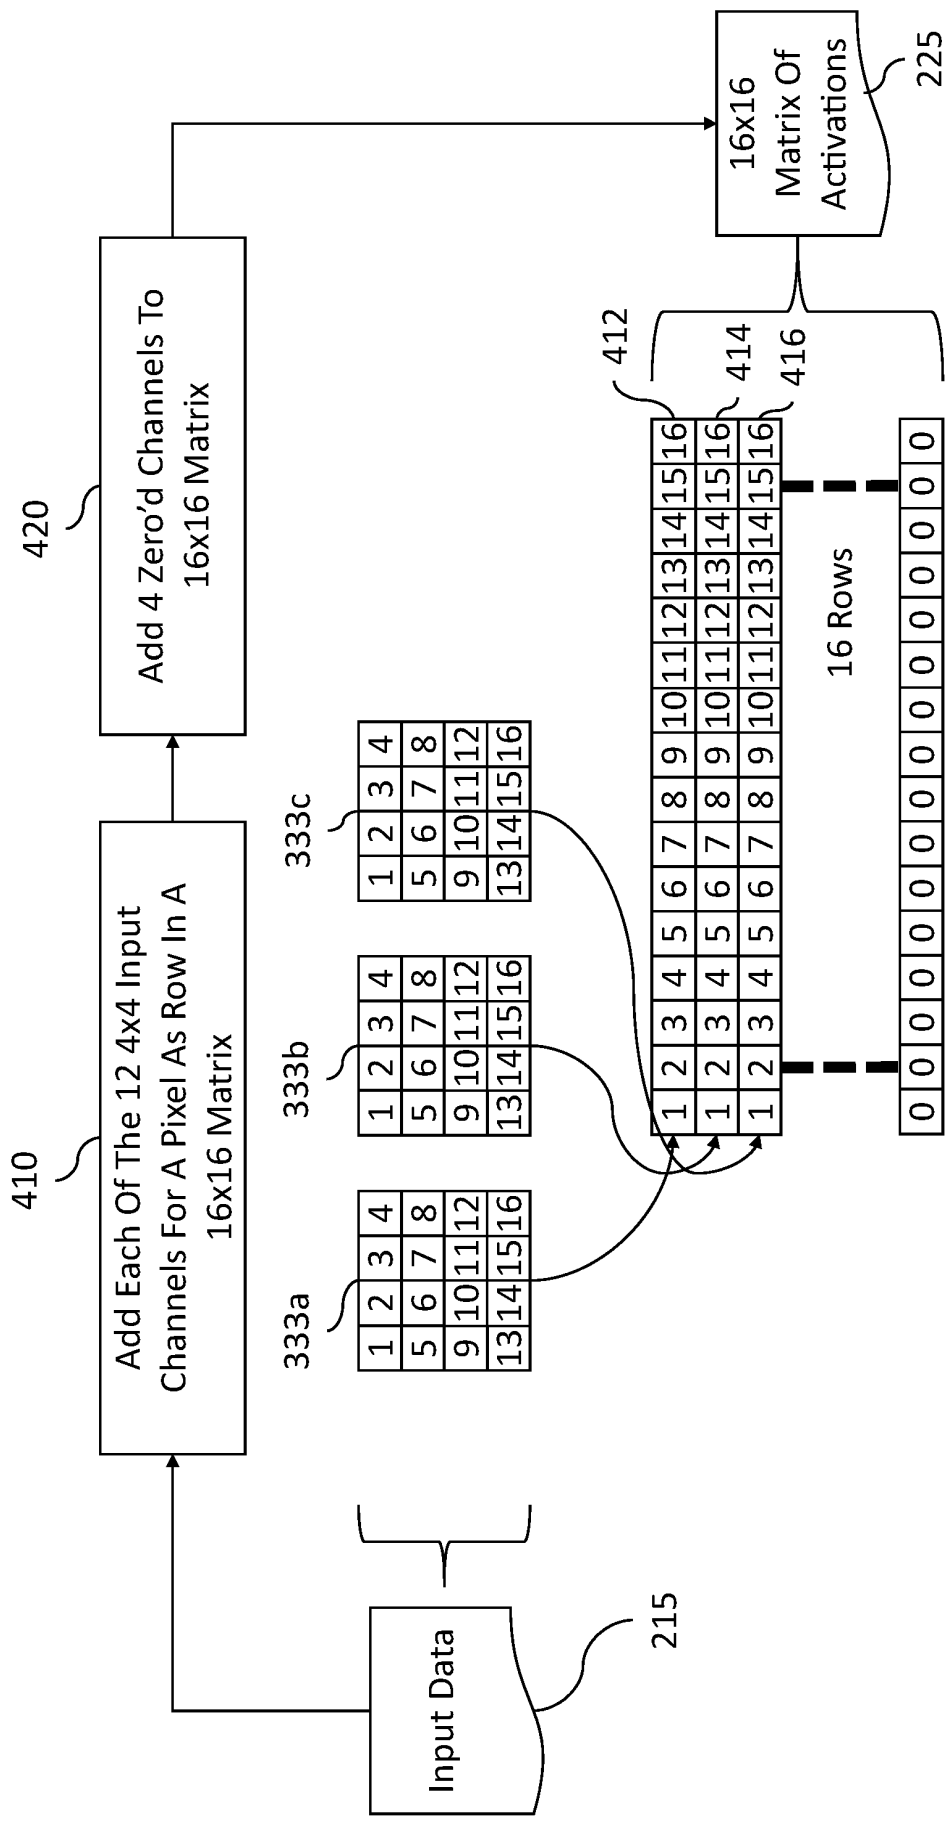 410
Add Each Of The 12 4x4 Input
Channels For A Pixel As Row In A
16x16 Matrix
420
Add 4 Zero'd Channels To
16x16 Matrix
333a
333b
333c
1 2 3 4
5 6 7 8
9 10 11 12
13 14 15 16
1 2 3 4
5 6 7 8
9 10 11 12
13 14 15 16
1 2 3 4
5 6 7 8
9 10 11 12
13 14 15 16
Input Data
215
412
1 2 3 4 5 6 7 8 9 10 11 12 13 14 15 16
414
1 2 3 4 5 6 7 8 9 10 11 12 13 14 15 16
416
1 2 3 4 5 6 7 8 9 10 11 12 13 14 15 16
16 Rows
0 0 0 0 0 0 0 0 0 0 0 0 0 0 0 0
16x16
Matrix Of
Activations
225